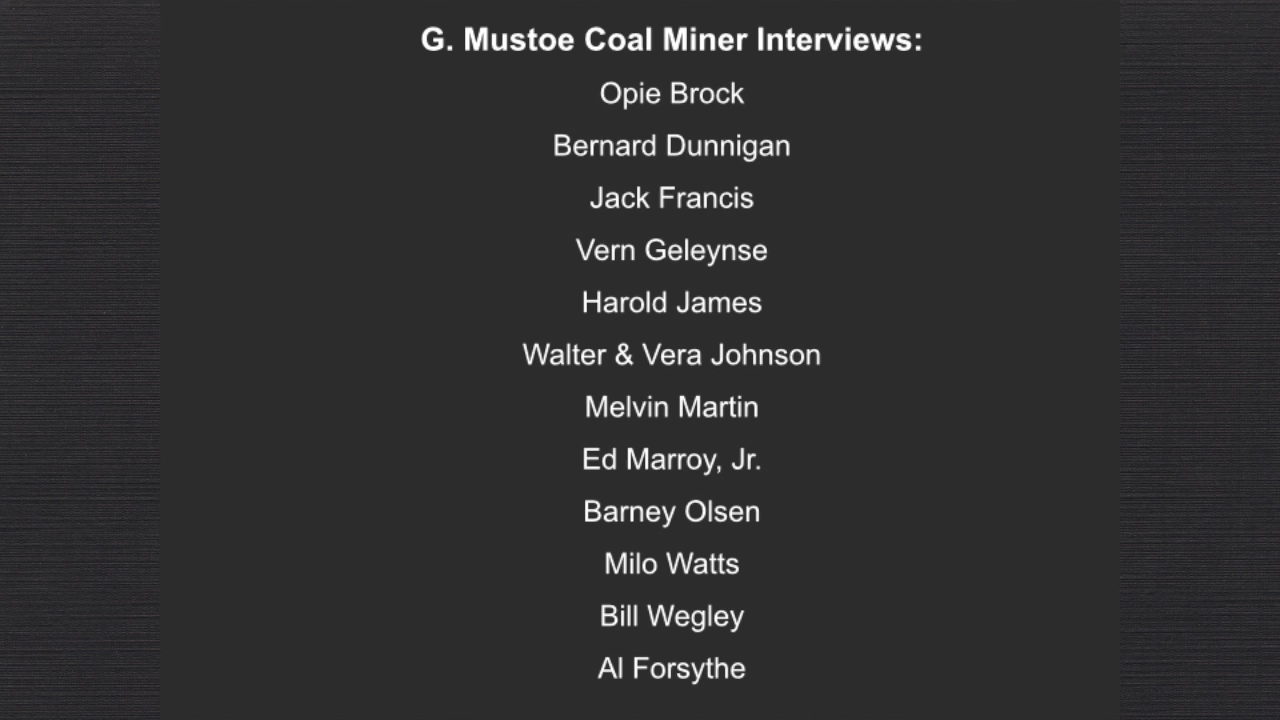 G. Mustoe Coal Miner Interviews:
Opie Brock
Bernard Dunnigan
Jack Francis
Vern Geleynse
Harold James
Walter & Vera Johnson
Melvin Martin
Ed Marroy, Jr.
Barney Olsen
Milo Watts
Bill Wegley
Al Forsythe